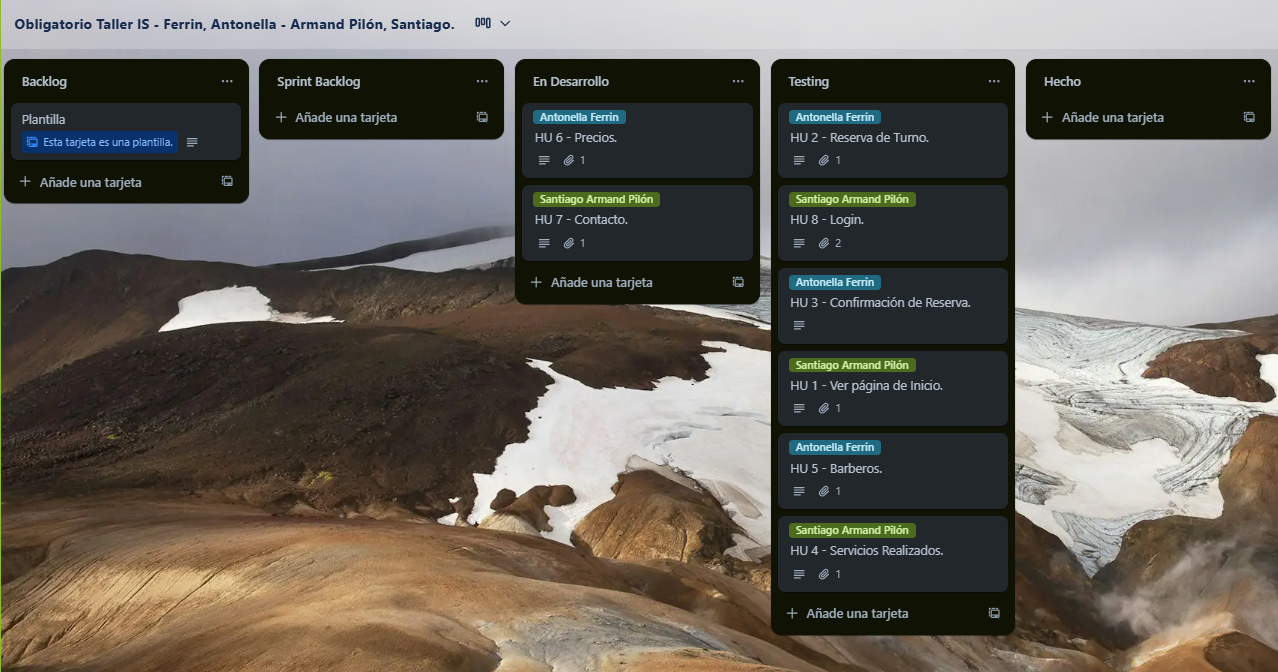 Obligatorio Taller IS - Ferrin, Antonella - Armand Pilón, Santiago.
Backlog
Plantilla
Esta tarjeta es una plantilla.
Añade una tarjeta
Sprint Backlog
Añade una tarjeta
En Desarrollo
Antonella Ferrin
HU 6 - Precios.
1
Santiago Armand Pilón
HU 7 - Contacto.
1
Añade una tarjeta
Testing
Antonella Ferrin
HU 2 - Reserva de Turno.
1
Santiago Armand Pilón
HU 8 - Login.
2
Antonella Ferrin
HU 3 - Confirmación de Reserva.
Santiago Armand Pilón
HU 1 - Ver página de Inicio.
1
Antonella Ferrin
HU 5 - Barberos.
1
Santiago Armand Pilón
HU 4 - Servicios Realizados.
1
Añade una tarjeta
Hecho
Añade una tarjeta